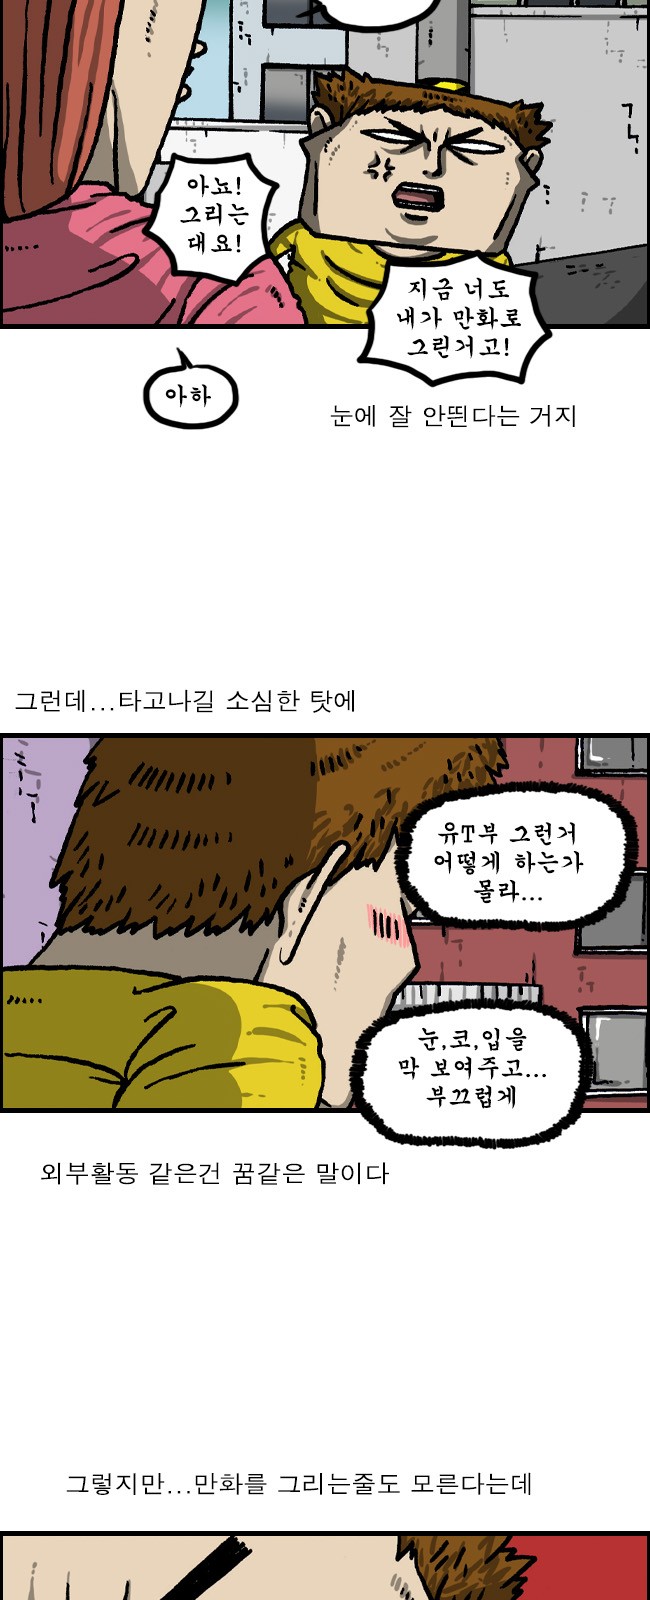 아뇨!
그리는
대요!
지금 너도
내가 만화로
그린거고!
아하
눈에 잘 안띈다는 거지
그런데...타고나길 소심한 탓에
유T부 그런거
어떻게 하는가
몰라...
눈,코,입을
막 보여주고...
부끄럽게
외부활동 같은건 꿈같은 말이다
그렇지만...만화를 그리는줄도 모른다는데